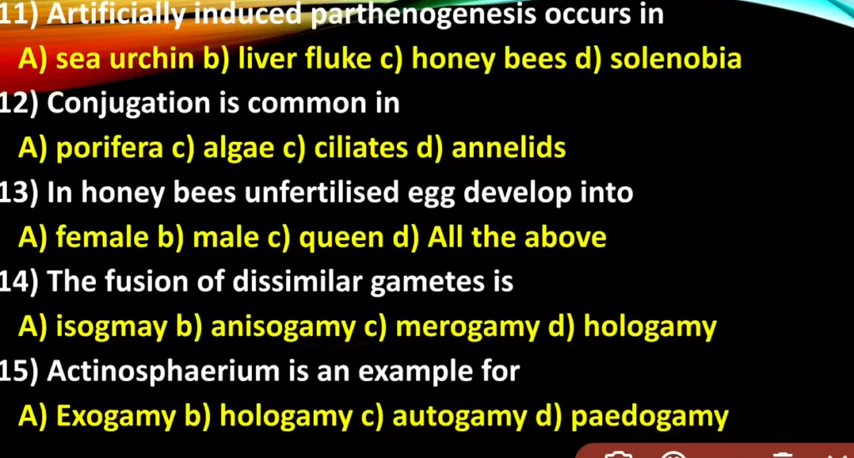 11) Artificially induced parthenogenesis occurs in
A) sea urchin b) liver fluke c) honey bees d) solenobia
12) Conjugation is common in
A) porifera c) algae c) ciliates d) annelids
13) In honey bees unfertilised egg develop into
A) female b) male c) queen d) All the above
14) The fusion of dissimilar gametes is
A) isogmay b) anisogamy c) merogamy d) hologamy
15) Actinosphaerium is an example for
A) Exogamy b) hologamy c) autogamy d) paedogamy